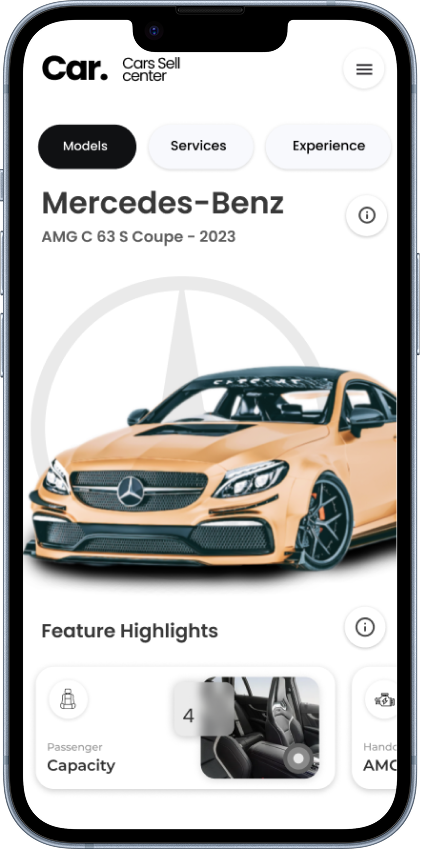 Car.
Cars Sell
center
Models
Services
Experience
Mercedes-Benz
AMG C 63 S Coupe - 2023
Feature Highlights
4
Passenger
Capacity
AMC